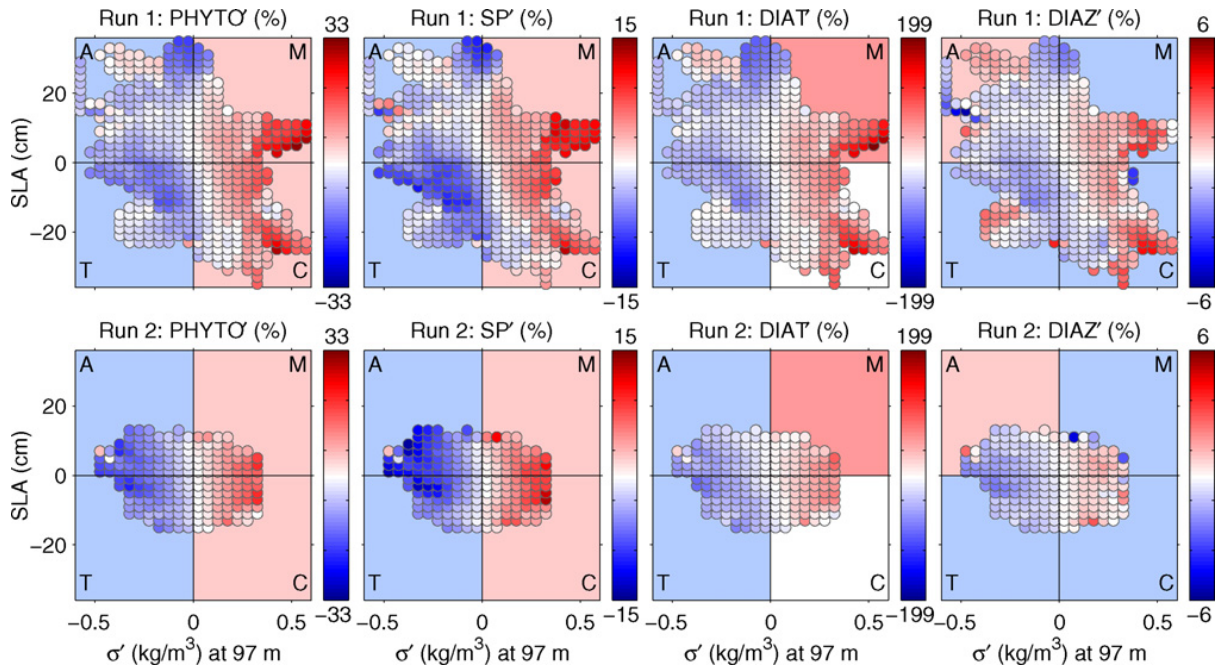 Run 1: PHYTO′ (%) 33 Run 1: SP′ (%) 15 Run 1: DIAT′ (%) 199 Run 1: DIAZ′ (%) 6
A M A M A M A M
20
0
−20
SLA (cm)
T C T C T C T C
−33 −15 −199 −6
Run 2: PHYTO′ (%) 33 Run 2: SP′ (%) 15 Run 2: DIAT′ (%) 199 Run 2: DIAZ′ (%) 6
A M A M A M A M
20
0
−20
SLA (cm)
T C T C T C T C
−33 −15 −199 −6
−0.5 0 0.5 −0.5 0 0.5 −0.5 0 0.5 −0.5 0 0.5
σ′ (kg/m³) at 97 m σ′ (kg/m³) at 97 m σ′ (kg/m³) at 97 m σ′ (kg/m³) at 97 m